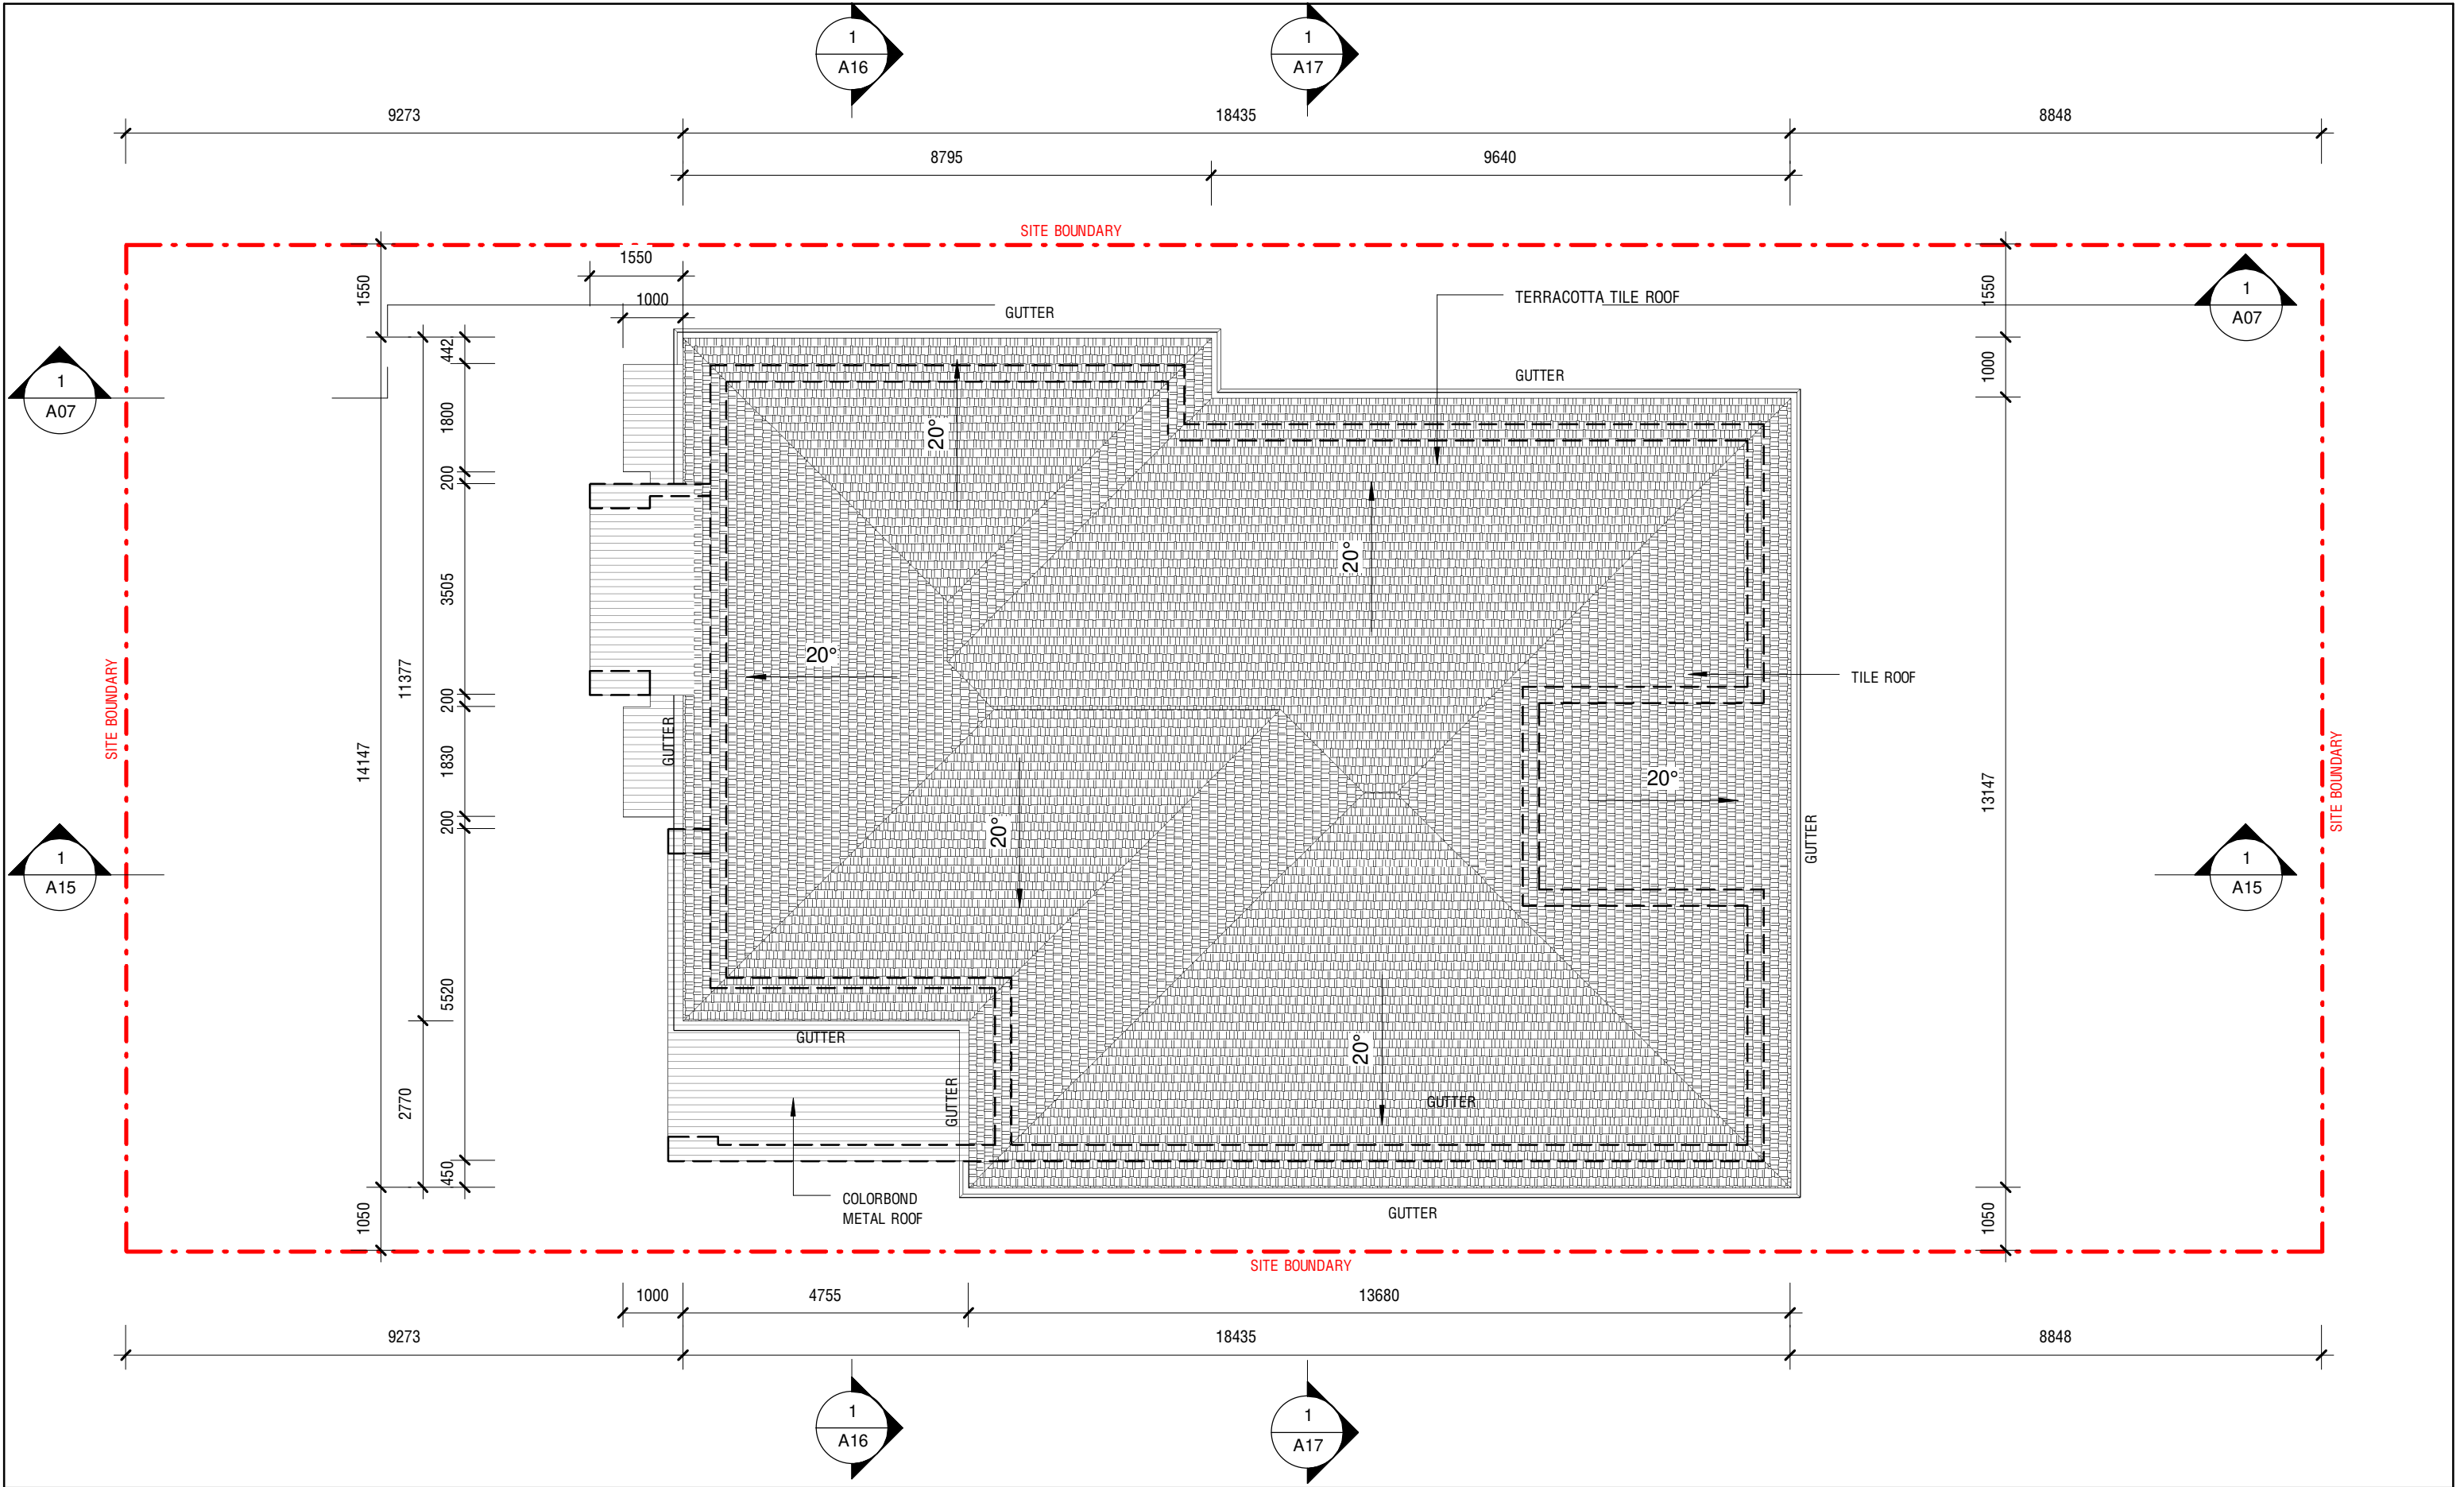 1
A16
1
A17
9273
18435
8848
8795
9640
SITE BOUNDARY
1550
1550
1550
1000
GUTTER
TERRACOTTA TILE ROOF
1
A07
442
1000
GUTTER
1
A07
1800
20°
200
20°
3505
20°
11377
SITE BOUNDARY
TILE ROOF
200
GUTTER
14147
1830
20°
13147
SITE BOUNDARY
200
20°
GUTTER
1
A15
1
A15
5520
GUTTER
20°
2770
GUTTER
GUTTER
450
COLORBOND
METAL ROOF
GUTTER
1050
1050
SITE BOUNDARY
1000
4755
13680
9273
18435
8848
1
A16
1
A17